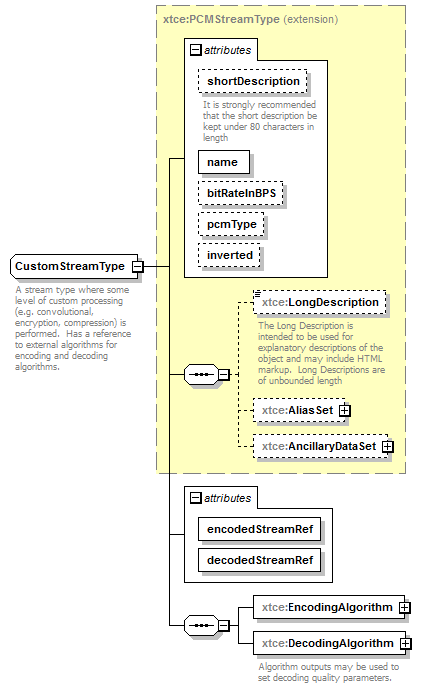 xtce:PCMStreamType (extension)
attributes
shortDescription
It is strongly recommended
that the short description be
kept under 80 characters in
length
name
bitRateInBPS
pcmType
inverted
CustomStreamType
A stream type where some
level of custom processing
(e.g. convolutional,
encryption, compression) is
performed.  Has a reference
to external algorithms for
encoding and decoding
algorithms.
xtce:LongDescription
The Long Description is
intended to be used for
explanatory descriptions of the
object and may include HTML
markup.  Long Descriptions are
of unbounded length
xtce:AliasSet
xtce:AncillaryDataSet
attributes
encodedStreamRef
decodedStreamRef
xtce:EncodingAlgorithm
xtce:DecodingAlgorithm
Algorithm outputs may be used to
set decoding quality parameters.